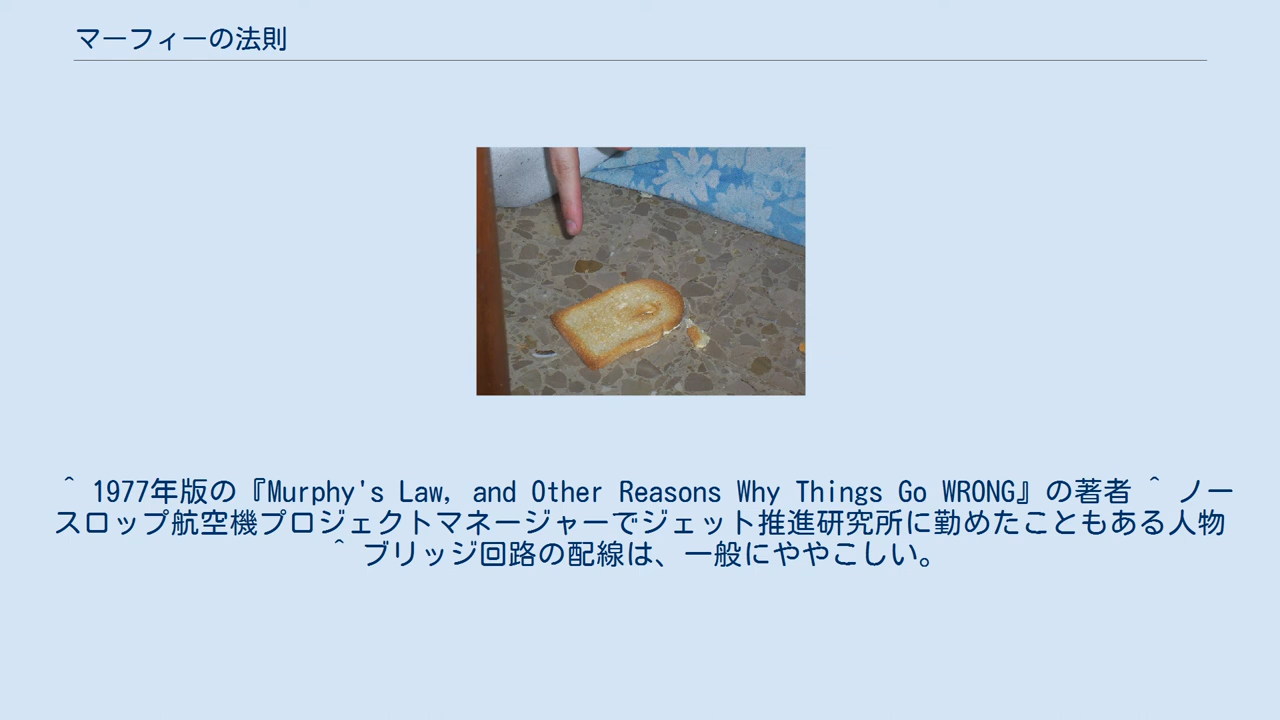 マーフィーの法則
^ 1977年版の『Murphy's Law, and Other Reasons Why Things Go WRONG』の著者 ^ ノー
スロップ航空機プロジェクトマネージャーでジェット推進研究所に勤めたこともある人物
^ ブリッジ回路の配線は、一般にややこしい。